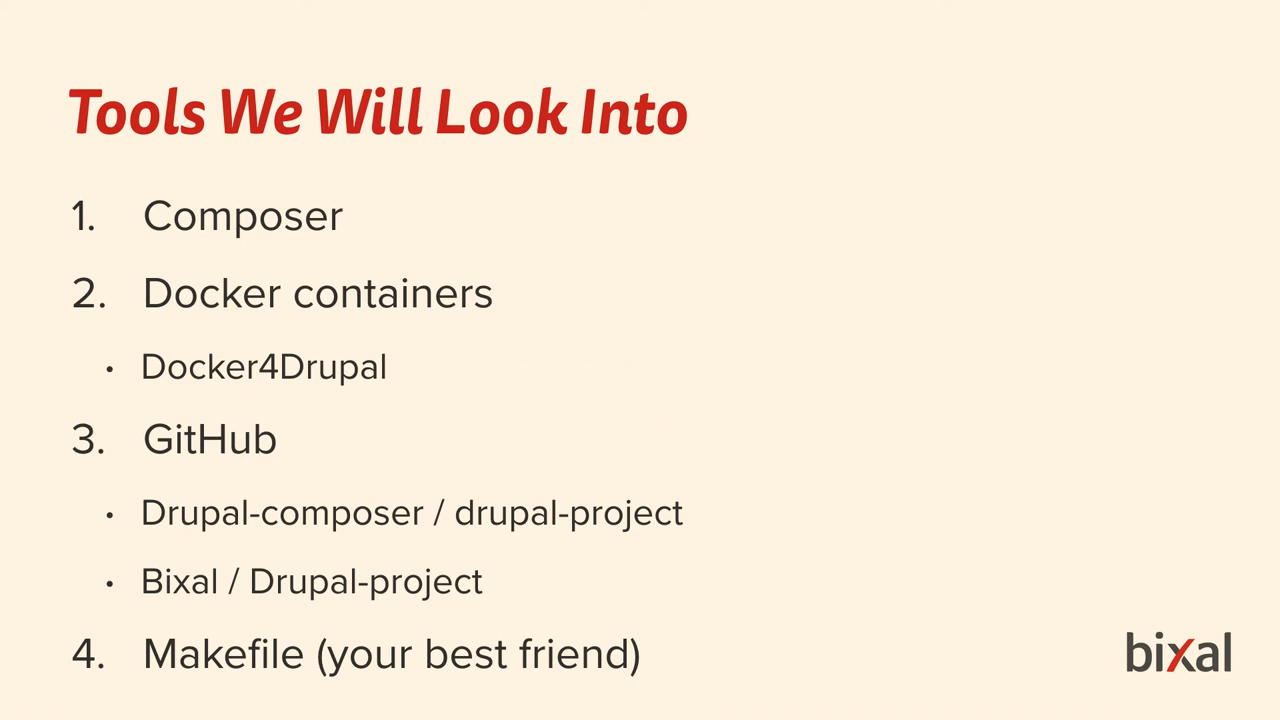 Tools We Will Look Into
1. Composer
2. Docker containers
• Docker4Drupal
3. GitHub
• Drupal-composer / drupal-project
• Bixal / Drupal-project
4. Makefile (your best friend)
bixal